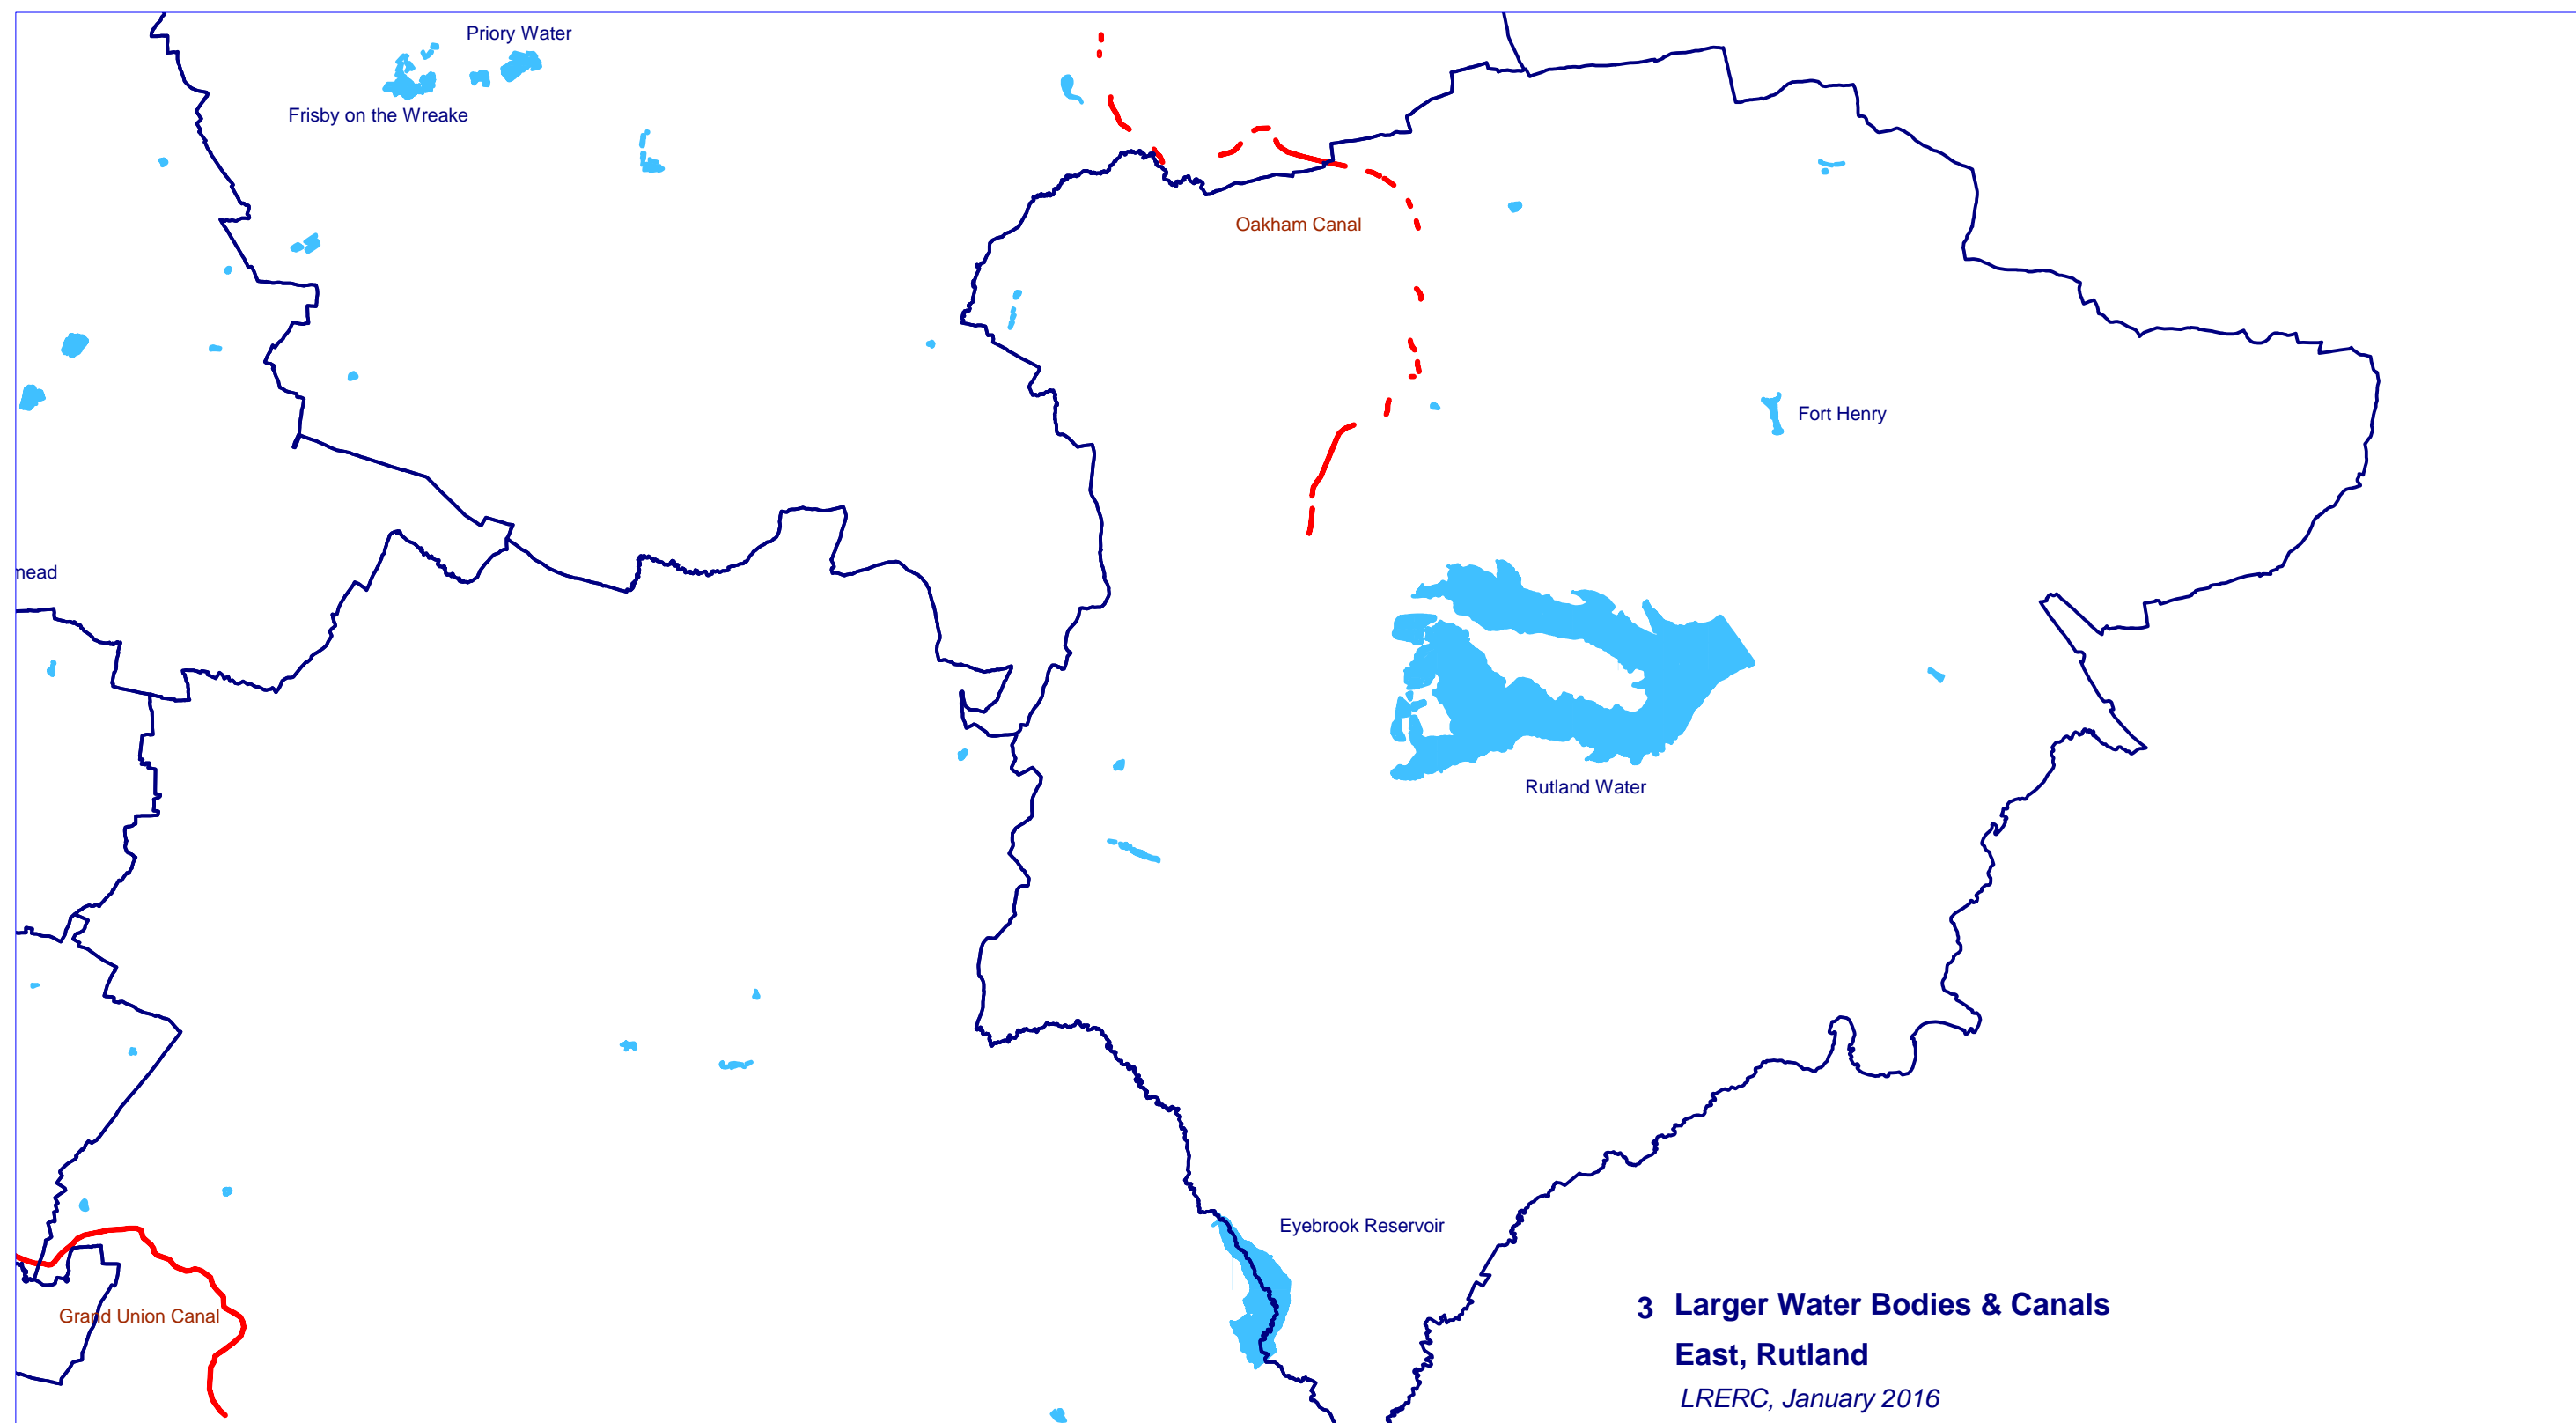 Priory Water
Frisby on the Wreake
Oakham Canal
Fort Henry
mead
Rutland Water
Eyebrook Reservoir
Grand Union Canal
3 Larger Water Bodies & Canals
East, Rutland
LRERC, January 2016